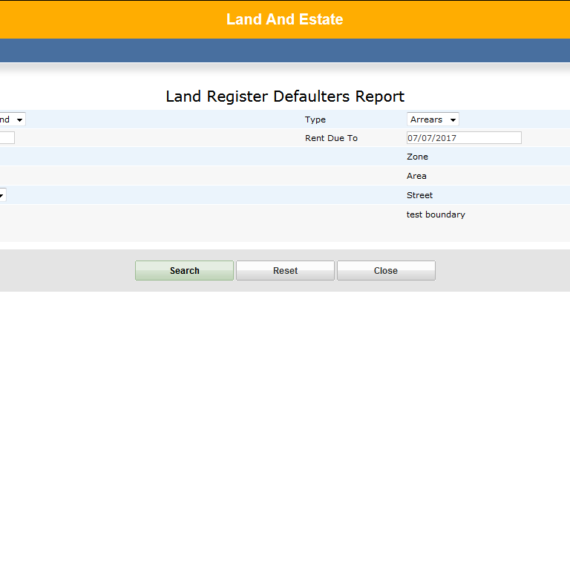 Land And Estate
Land Register Defaulters Report
Type Arrears
Rent Due To 07/07/2017
Zone
Area
Street
test boundary
Search Reset Close